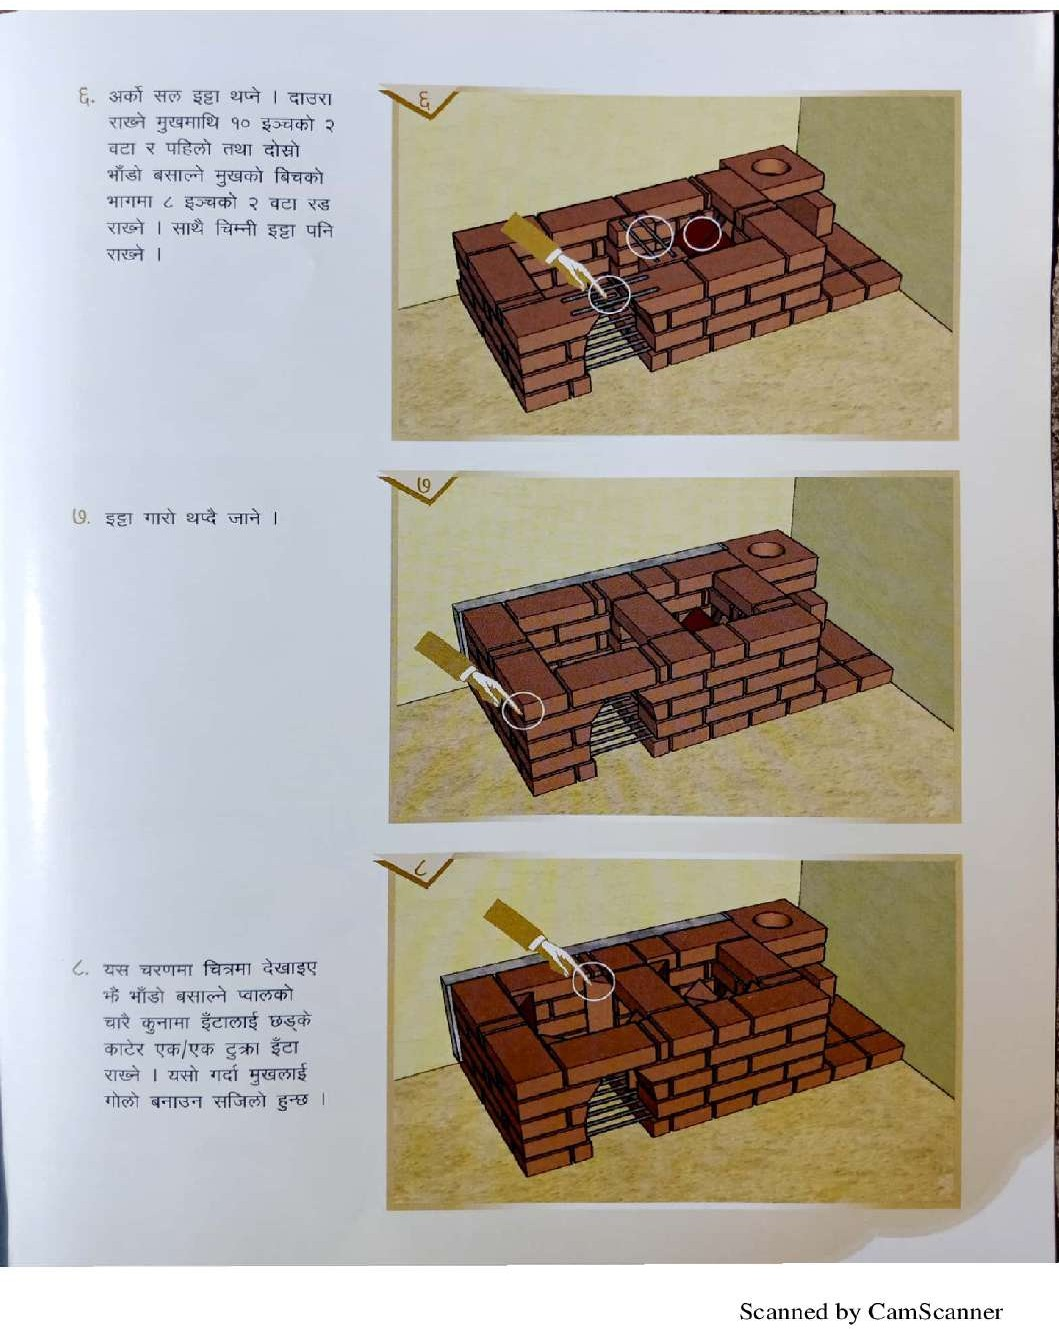 ६. अर्को सल इट्टा थप्ने । दाउरा
राख्ने मुखमाथि १० इञ्चको २
वटा र पहिलो तथा दोस्रो
भाँडो बसाल्ने मुखको बिचको
भागमा ८ इञ्चको २ वटा रड
राख्ने । साथै चिम्नी इट्टा पनि
राख्ने ।
६
७. इट्टा गारो थप्दै जाने ।
७
८. यस चरणमा चित्रमा देखाइए
झैं भाँडो बसाल्ने प्वालको
चारै कुनामा इँटालाई छड्के
काटेर एक/एक टुक्रा इँटा
राख्ने । यसो गर्दा मुखलाई
गोलो बनाउन सजिलो हुन्छ ।
८
Scanned by CamScanner